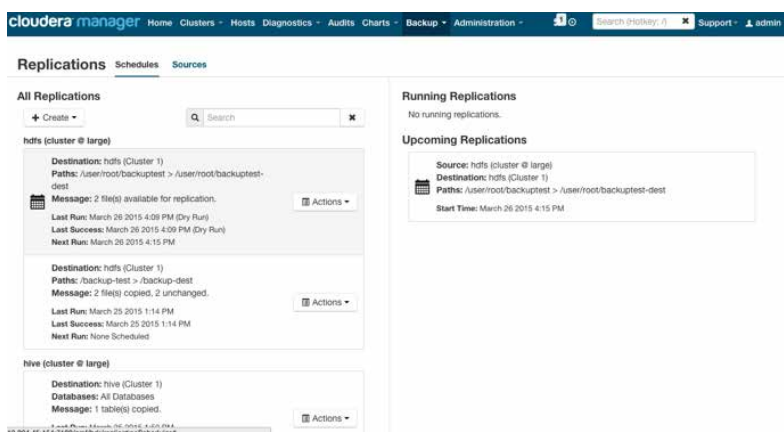 cloudera manager Home Clusters Hosts Diagnostics Audits Charts Backup Administration 1 Search (Hotkey: /) Support admin
Replications Schedules Sources
All Replications
+ Create
Search
hdfs (cluster @ large)
Destination: hdfs (Cluster 1)
Paths: /user/root/backuptest > /user/root/backuptest-
dest
Message: 2 file(s) available for replication.
Actions
Last Run: March 26 2015 4:09 PM (Dry Run)
Last Success: March 26 2015 4:09 PM (Dry Run)
Next Run: March 26 2015 4:15 PM
Destination: hdfs (Cluster 1)
Paths: /backup-test > /backup-dest
Message: 2 file(s) copied, 2 unchanged.
Actions
Last Run: March 25 2015 1:14 PM
Last Success: March 25 2015 1:14 PM
Next Run: None Scheduled
hive (cluster @ large)
Destination: hive (Cluster 1)
Databases: All Databases
Message: 1 table(s) copied.
Actions
Running Replications
No running replications.
Upcoming Replications
Source: hdfs (cluster @ large)
Destination: hdfs (Cluster 1)
Paths: /user/root/backuptest > /user/root/backuptest-dest
Start Time: March 26 2015 4:15 PM